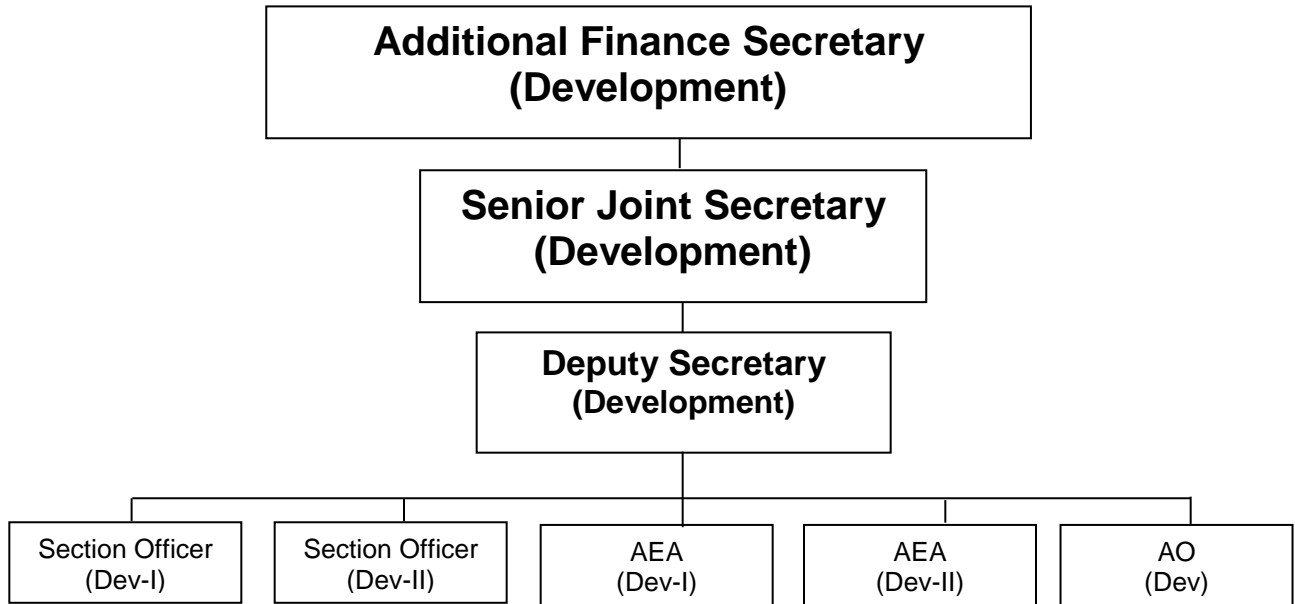 Additional Finance Secretary
(Development)
Senior Joint Secretary
(Development)
Deputy Secretary
(Development)
Section Officer
(Dev-I)
Section Officer
(Dev-II)
AEA
(Dev-I)
AEA
(Dev-II)
AO
(Dev)